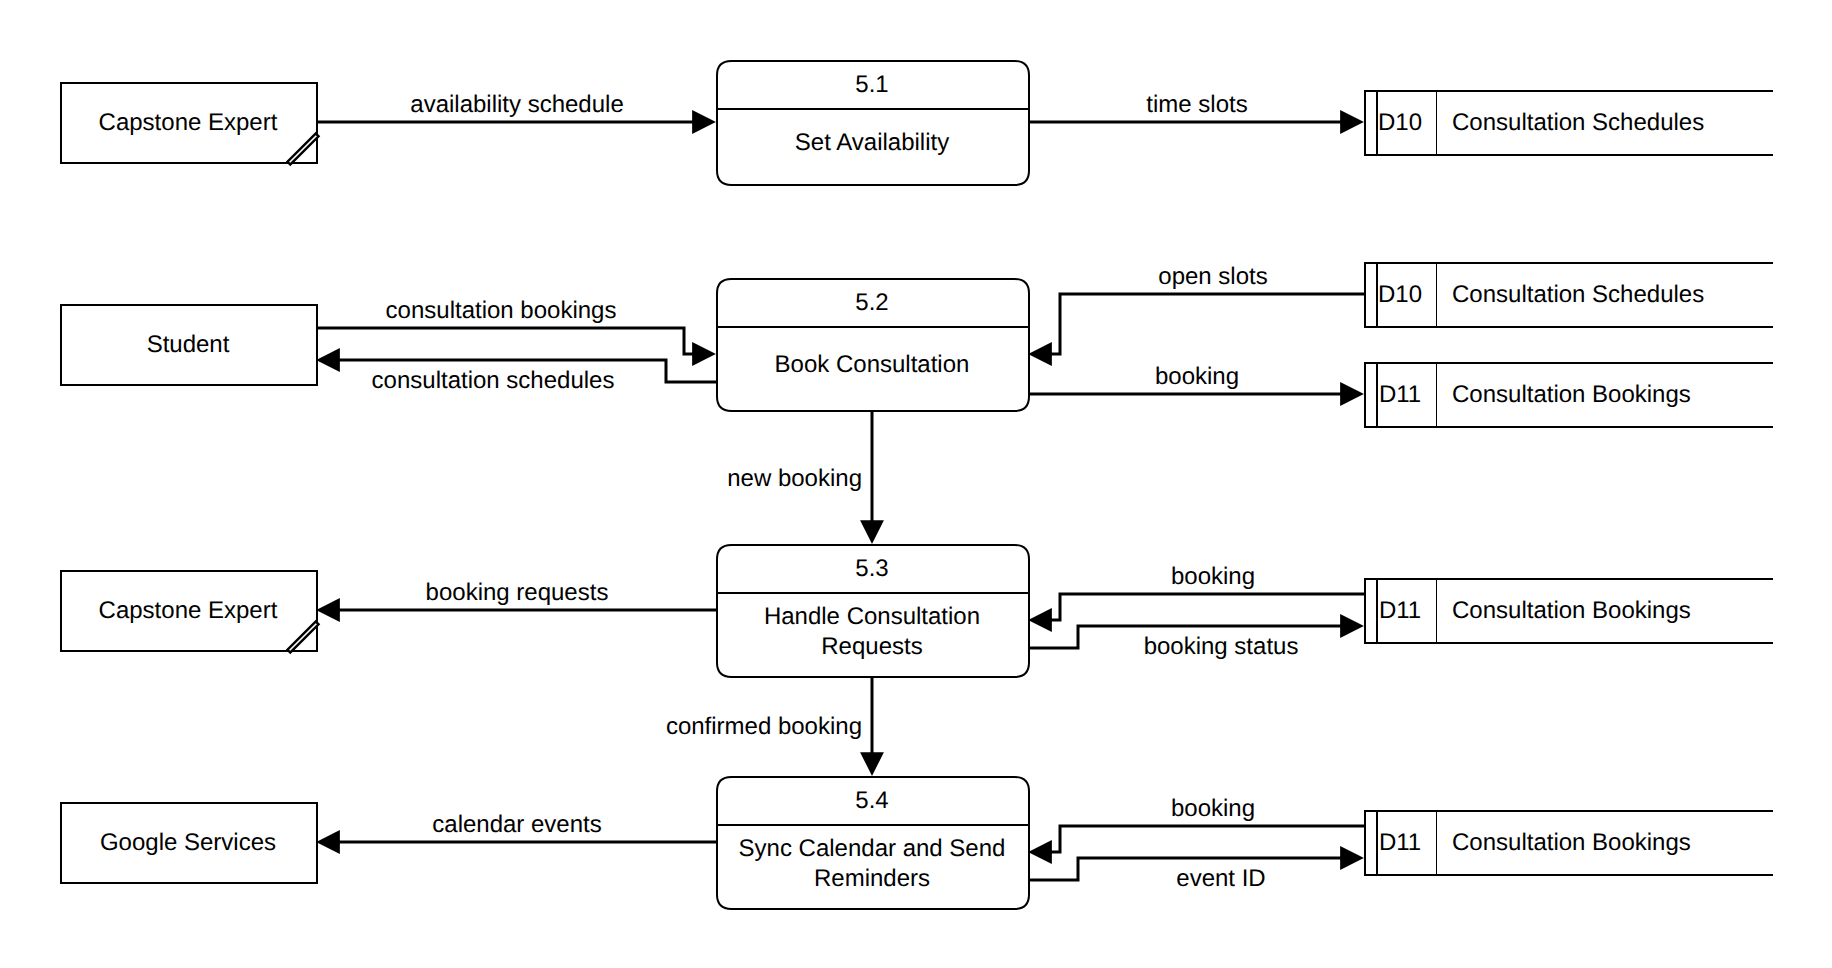 5.1
Capstone Expert
availability schedule
Set Availability
time slots
D10
Consultation Schedules
5.2
open slots
D10
Consultation Schedules
consultation bookings
Student
Book Consultation
consultation schedules
booking
D11
Consultation Bookings
new booking
5.3
booking requests
Capstone Expert
Handle Consultation
Requests
booking
D11
Consultation Bookings
booking status
confirmed booking
5.4
calendar events
Google Services
Sync Calendar and Send
Reminders
booking
D11
Consultation Bookings
event ID